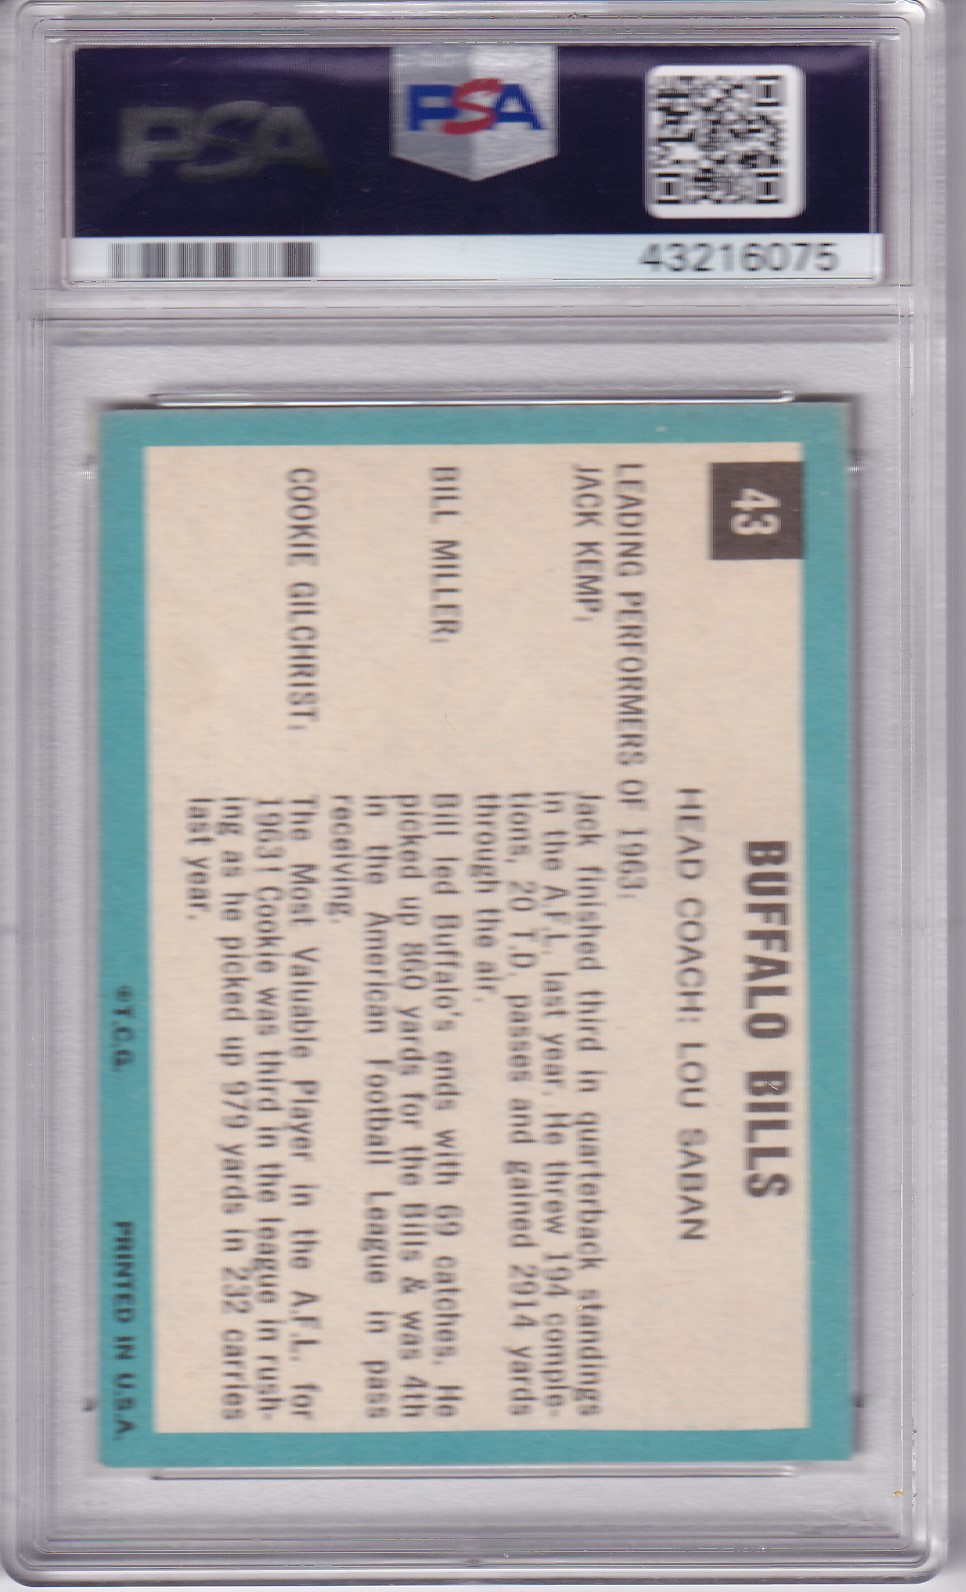 PSA
PSA
43216075
43
BUFFALO BILLS
HEAD COACH: LOU SABAN
LEADING PERFORMERS OF 1963:
JACK KEMP, Jack finished third in quarterback standings
in the A.F.L. last year. He threw 194 comple-
tions, 20 T.D. passes and gained 2914 yards
through the air.
BILL MILLER, Bill led Buffalo's ends with 69 catches. He
picked up 860 yards for the Bills & was 4th
in the American Football League in pass
receiving.
COOKIE GILCHRIST, The Most Valuable Player in the A.F.L. for
1963! Cookie was third in the league in rush-
ing as he picked up 979 yards in 232 carries
last year.
©T.C.G. PRINTED IN U.S.A.